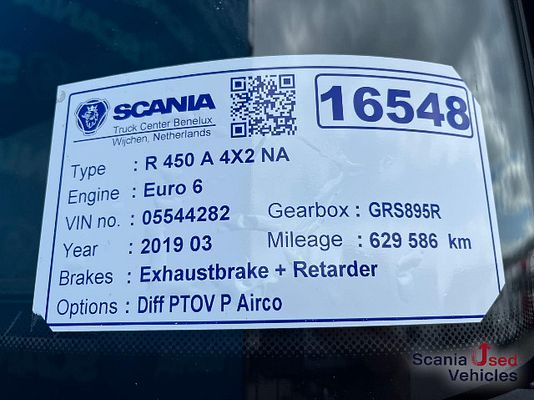 SCANIA
16548
Truck Center Benelux
Wijchen, Netherlands
Type : R 450 A 4X2 NA
Engine : Euro 6
VIN no. : 05544282 Gearbox : GRS895R
Year : 2019 03 Mileage : 629 586 km
Brakes : Exhaustbrake + Retarder
Options : Diff PTOV P Airco
Scania Used
Vehicles